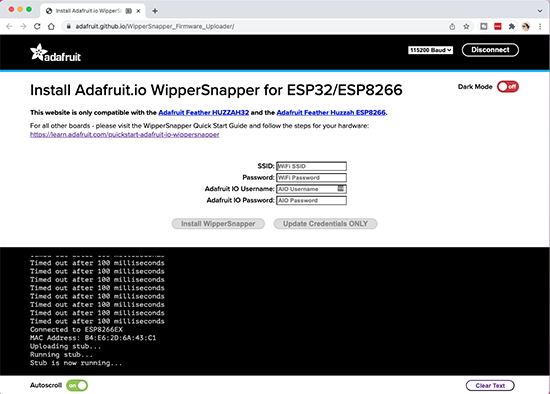 Install Adafruit.io WipperSn
adafruit.github.io/WipperSnapper_Firmware_Uploader/
adafruit
115200 Baud
Disconnect
Install Adafruit.io WipperSnapper for ESP32/ESP8266
Dark Mode off
This website is only compatible with the Adafruit Feather HUZZAH32 and the Adafruit Feather Huzzah ESP8266.
For all other boards - please visit the WipperSnapper Quick Start Guide and follow the steps for your hardware:
https://learn.adafruit.com/quickstart-adafruit-io-wippersnapper
SSID: WiFi SSID
Password: WiFi Password
Adafruit IO Username: AIO Username
Adafruit IO Password: AIO Password
Install WipperSnapper
Update Credentials ONLY
Timed out after 100 milliseconds
Timed out after 100 milliseconds
Timed out after 100 milliseconds
Timed out after 100 milliseconds
Timed out after 100 milliseconds
Timed out after 100 milliseconds
Timed out after 100 milliseconds
Timed out after 100 milliseconds
Connected to ESP8266EX
MAC Address: B4:E6:2D:6A:43:C1
Uploading stub...
Running stub...
Stub is now running...
Autoscroll on
Clear Text